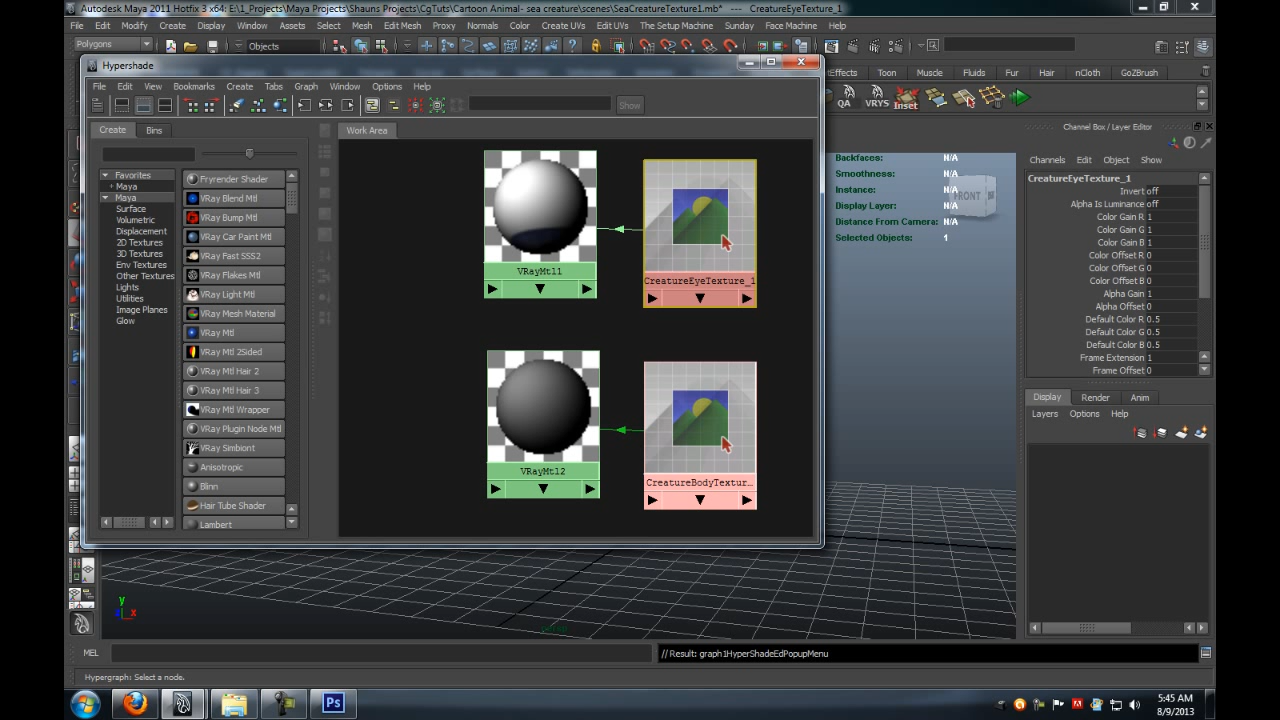 Autodesk Maya 2011 Hotfix 3 x64: E:\1_Projects\Maya Projects\Shauns Projects\CgTuts\Cartoon Animal- sea creature\scenes\SeaCreatureTexture1.mb* --- CreatureEyeTexture_1
File Edit Modify Create Display Window Assets Select Mesh Edit Mesh Proxy Normals Color Create UVs Edit UVs The Setup Machine Sunday Face Machine Help
Polygons Objects
Hypershade
Effects Toon Muscle Fluids Fur Hair nCloth GoZBrush
File Edit View Bookmarks Create Tabs Graph Window Options Help
QA VRYS Inset
Show
Create Bins Work Area
Channel Box / Layer Editor
Favorites
+ Maya
Maya
Surface
Volumetric
Displacement
2D Textures
3D Textures
Env Textures
Other Textures
Lights
Utilities
Image Planes
Glow
Fryrender Shader
VRay Blend Mtl
VRay Bump Mtl
VRay Car Paint Mtl
VRay Fast SSS2
VRay Flakes Mtl
VRay Light Mtl
VRay Mesh Material
VRay Mtl
VRay Mtl 2Sided
VRay Mtl Hair 2
VRay Mtl Hair 3
VRay Mtl Wrapper
VRay Plugin Node Mtl
VRay Simbiont
Anisotropic
Blinn
Hair Tube Shader
Lambert
VRayMtl1
CreatureEyeTexture_1
VRayMtl2
CreatureBodyTextur...
Backfaces: N/A
Smoothness: N/A
Instance: N/A
Display Layer: N/A
Distance From Camera: N/A
Selected Objects: 1
FRONT
Channels Edit Object Show
CreatureEyeTexture_1
Invert off
Alpha Is Luminance off
Color Gain R 1
Color Gain G 1
Color Gain B 1
Color Offset R 0
Color Offset G 0
Color Offset B 0
Alpha Gain 1
Alpha Offset 0
Default Color R 0.5
Default Color G 0.5
Default Color B 0.5
Frame Extension 1
Frame Offset 0
Display Render Anim
Layers Options Help
y
x
MEL
// Result: graph1HyperShadeEdPopupMenu
Hypergraph: Select a node.
Ps
5:45 AM
8/9/2013